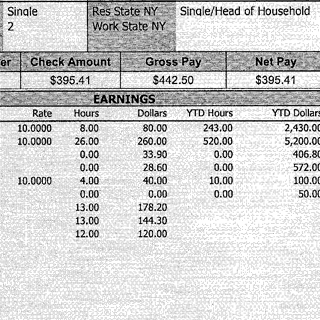 Single Res State NY Single/Head of Household
2 Work State NY
er Check Amount Gross Pay Net Pay
$395.41 $442.50 $395.41
EARNINGS
Rate Hours Dollars YTD Hours YTD Dollars
10.0000 8.00 80.00 243.00 2,430.00
10.0000 26.00 260.00 520.00 5,200.00
0.00 33.90 0.00 406.80
0.00 28.60 0.00 572.00
10.0000 4.00 40.00 10.00 100.00
0.00 0.00 0.00 50.00
13.00 178.20
13.00 144.30
12.00 120.00